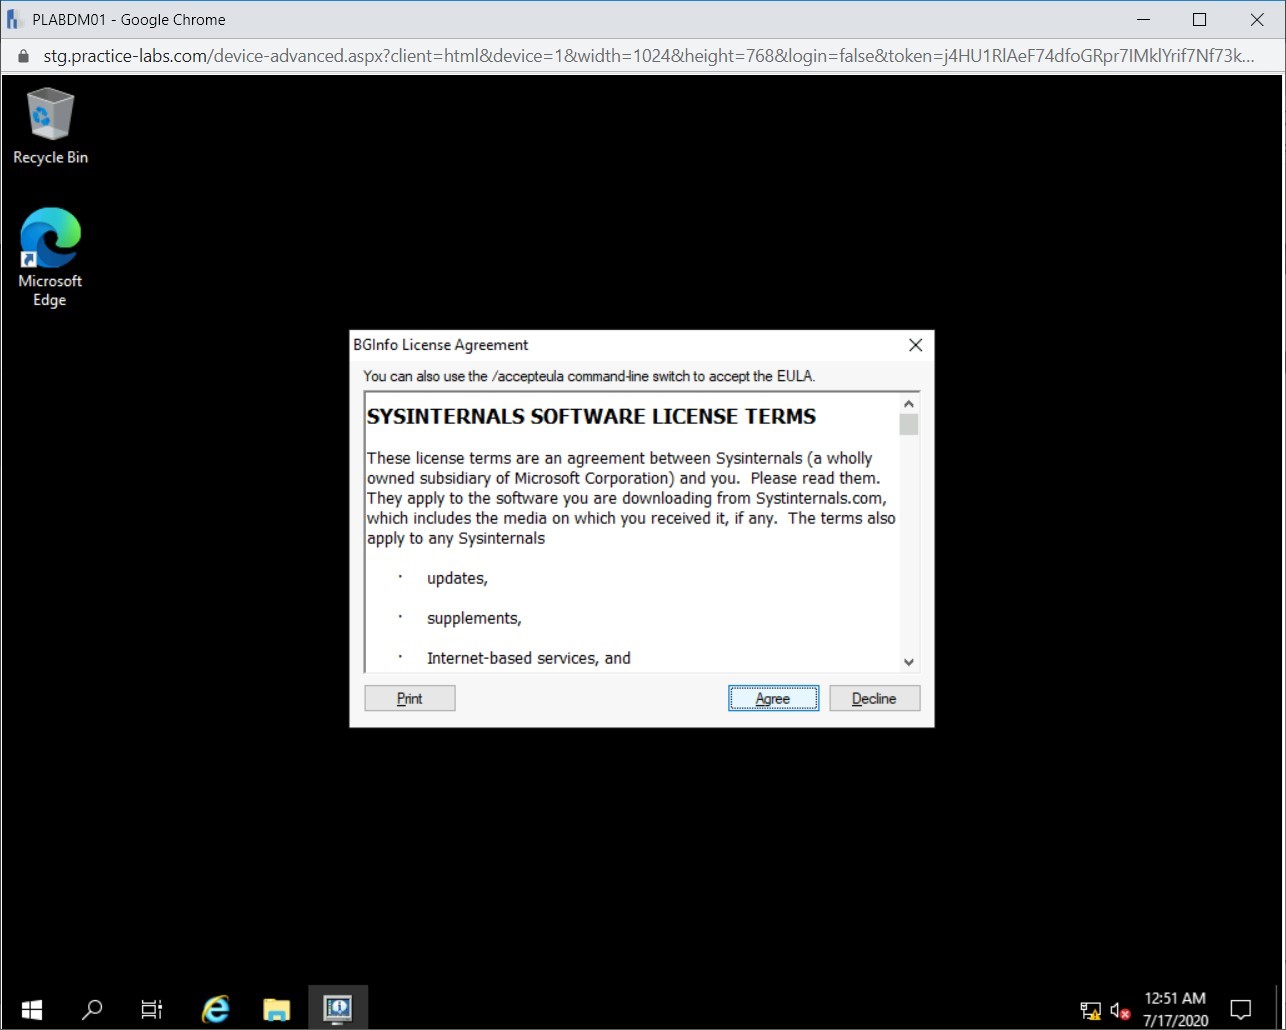 PLABDM01 - Google Chrome
stg.practice-labs.com/device-advanced.aspx?client=html&device=1&width=1024&height=768&login=false&token=j4HU1RlAeF74dfoGRpr7IMklYrif7Nf73k...
Recycle Bin
Microsoft
Edge
BGInfo License Agreement
You can also use the /accepteula command-line switch to accept the EULA.
SYSINTERNALS SOFTWARE LICENSE TERMS
These license terms are an agreement between Sysinternals (a wholly
owned subsidiary of Microsoft Corporation) and you.  Please read them.
They apply to the software you are downloading from Systinternals.com,
which includes the media on which you received it, if any.  The terms also
apply to any Sysinternals
· updates,
· supplements,
· Internet-based services, and
Print
Agree
Decline
12:51 AM
7/17/2020